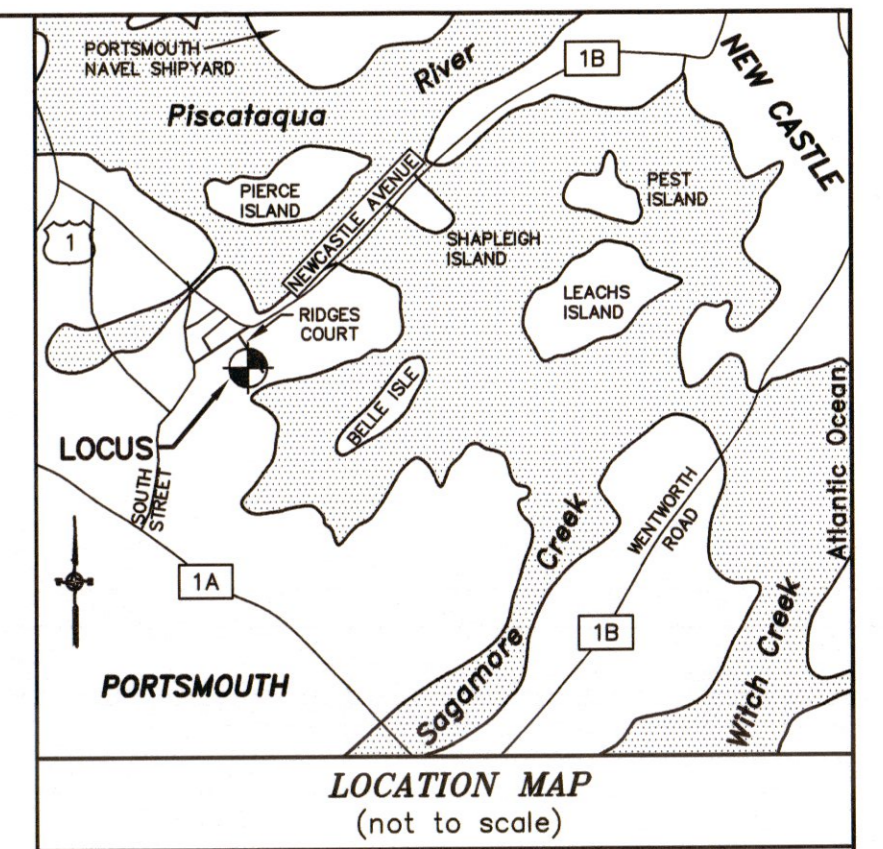 PORTSMOUTH
NAVEL SHIPYARD
River
1B
NEW CASTLE
Piscataqua
PIERCE
ISLAND
NEWCASTLE AVENUE
PEST
ISLAND
1
SHAPLEIGH
ISLAND
LEACHS
ISLAND
RIDGES
COURT
BELLE ISLE
LOCUS
SOUTH
STREET
Atlantic Ocean
WENTWORTH
ROAD
Creek
1A
1B
Sagamore
PORTSMOUTH
Witch Creek
LOCATION MAP
(not to scale)